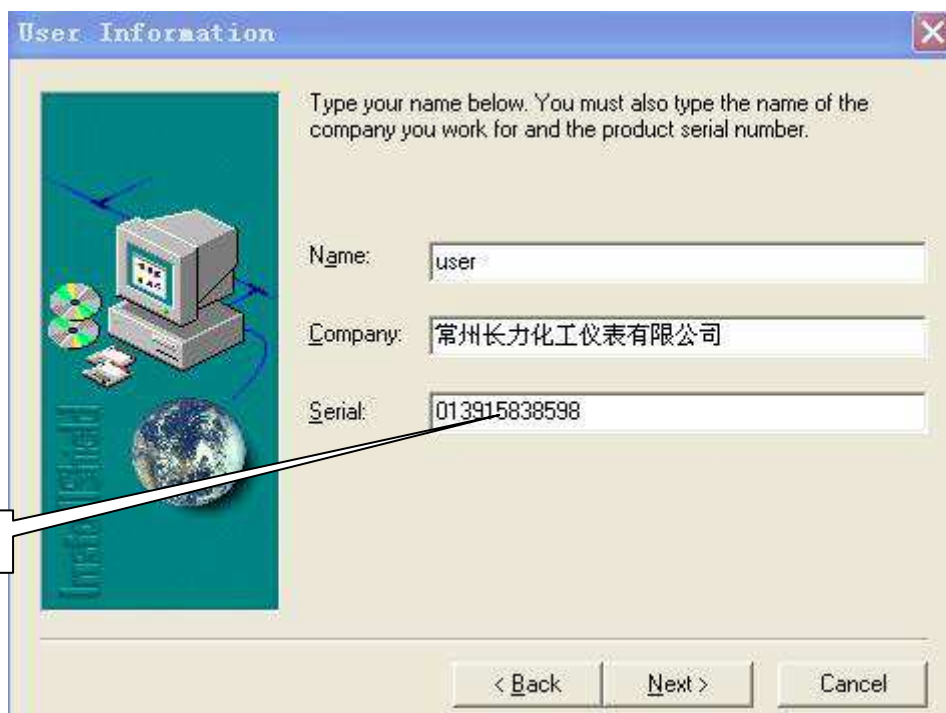 User Information
Type your name below. You must also type the name of the
company you work for and the product serial number.
Name:
user
Company:
常州长力化工仪表有限公司
Serial:
013915838598
InstallShield
< Back
Next >
Cancel